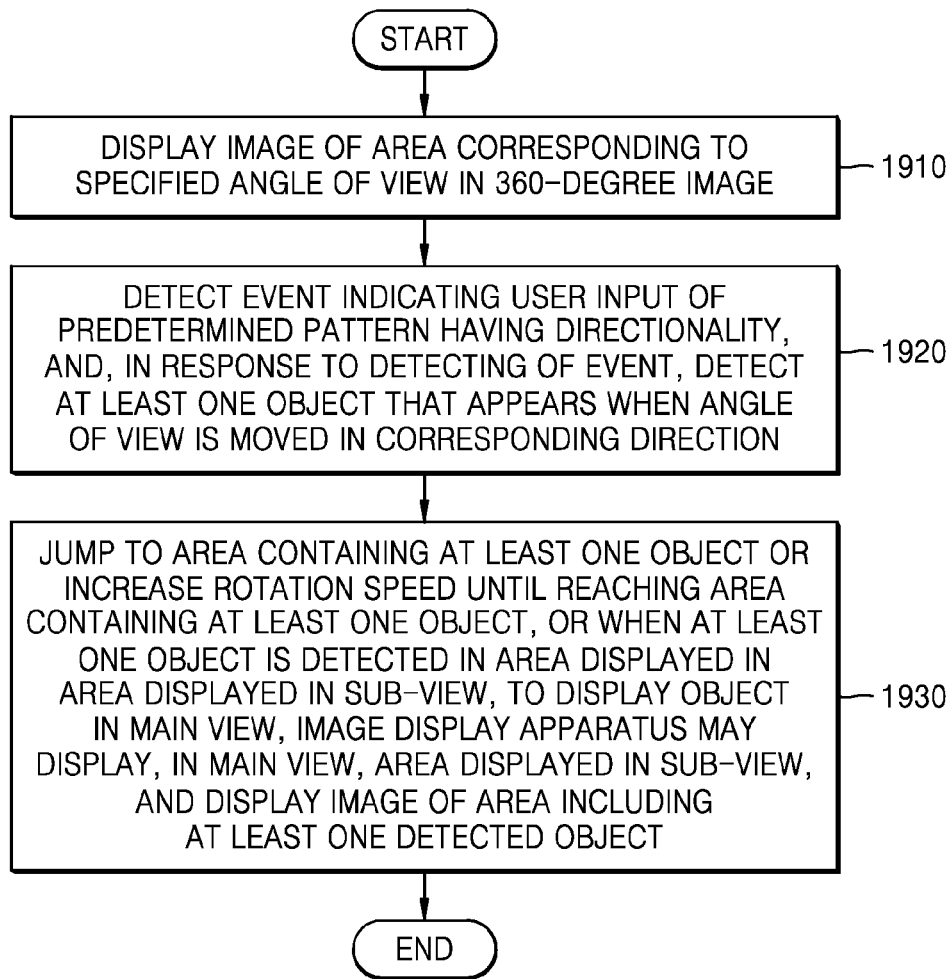 START
DISPLAY IMAGE OF AREA CORRESPONDING TO
SPECIFIED ANGLE OF VIEW IN 360-DEGREE IMAGE
1910
DETECT EVENT INDICATING USER INPUT OF
PREDETERMINED PATTERN HAVING DIRECTIONALITY,
AND, IN RESPONSE TO DETECTING OF EVENT, DETECT
AT LEAST ONE OBJECT THAT APPEARS WHEN ANGLE
OF VIEW IS MOVED IN CORRESPONDING DIRECTION
1920
JUMP TO AREA CONTAINING AT LEAST ONE OBJECT OR
INCREASE ROTATION SPEED UNTIL REACHING AREA
CONTAINING AT LEAST ONE OBJECT, OR WHEN AT LEAST
ONE OBJECT IS DETECTED IN AREA DISPLAYED IN
AREA DISPLAYED IN SUB-VIEW, TO DISPLAY OBJECT
IN MAIN VIEW, IMAGE DISPLAY APPARATUS MAY
DISPLAY, IN MAIN VIEW, AREA DISPLAYED IN SUB-VIEW,
AND DISPLAY IMAGE OF AREA INCLUDING
AT LEAST ONE DETECTED OBJECT
1930
END